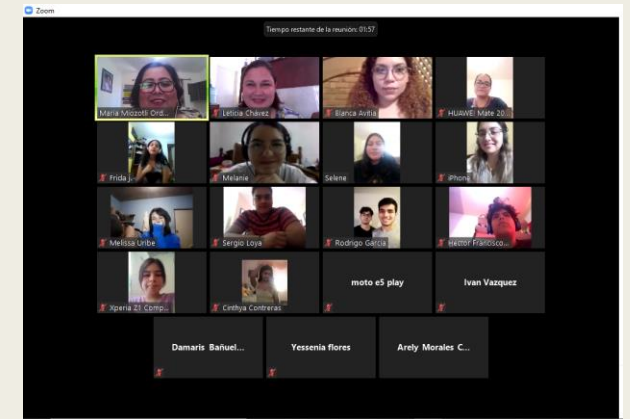 Zoom
Tiempo restante de la reunión: 01:57
Maria Miozotli Ord...
Leticia Chávez
Blanca Avitia
HUAWEI Mate 20...
Frida J.
Melanie
Selene
iPhone
Melissa Uribe
Sergio Loya
Rodrigo García
Hector Francisco...
Xperia Z1 Comp...
Cinthya Contreras
moto e5 play
Ivan Vazquez
Damaris Bañuel...
Yessenia flores
Arely Morales C...